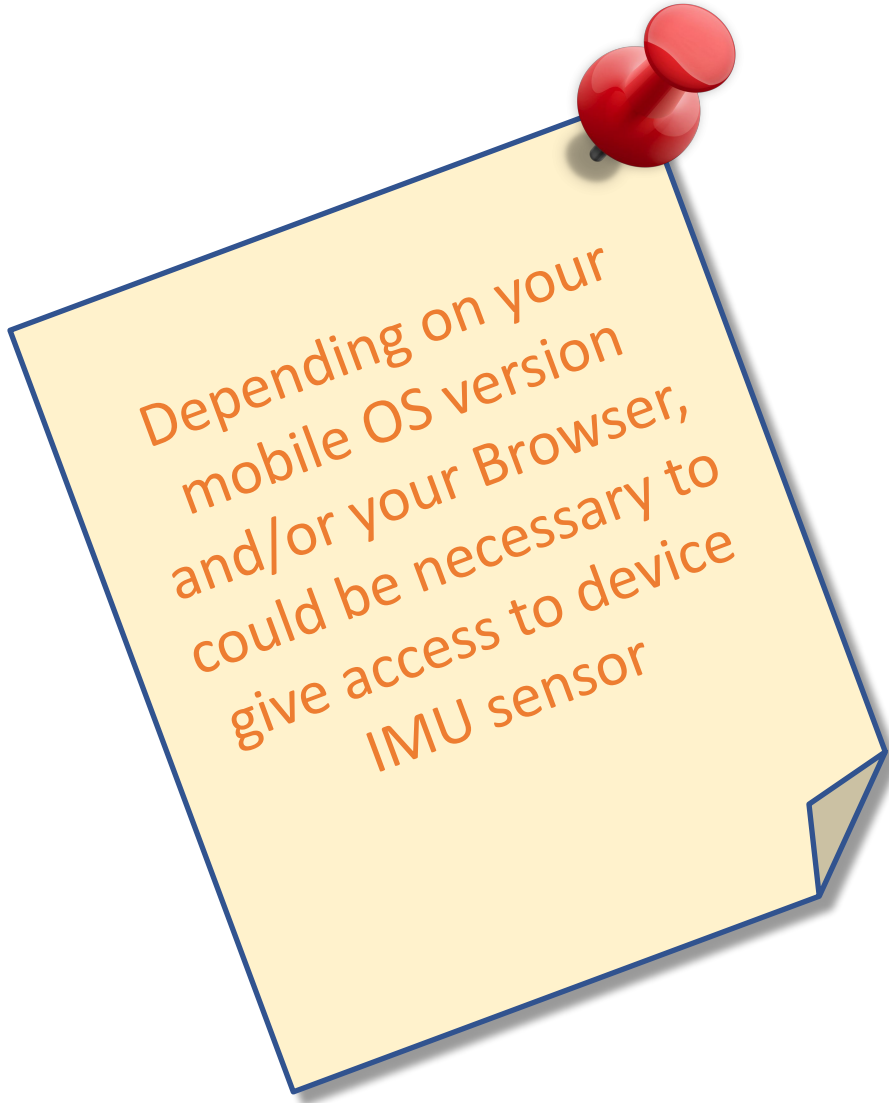 Depending on your
mobile OS version
and/or your Browser,
could be necessary to
give access to device
IMU sensor